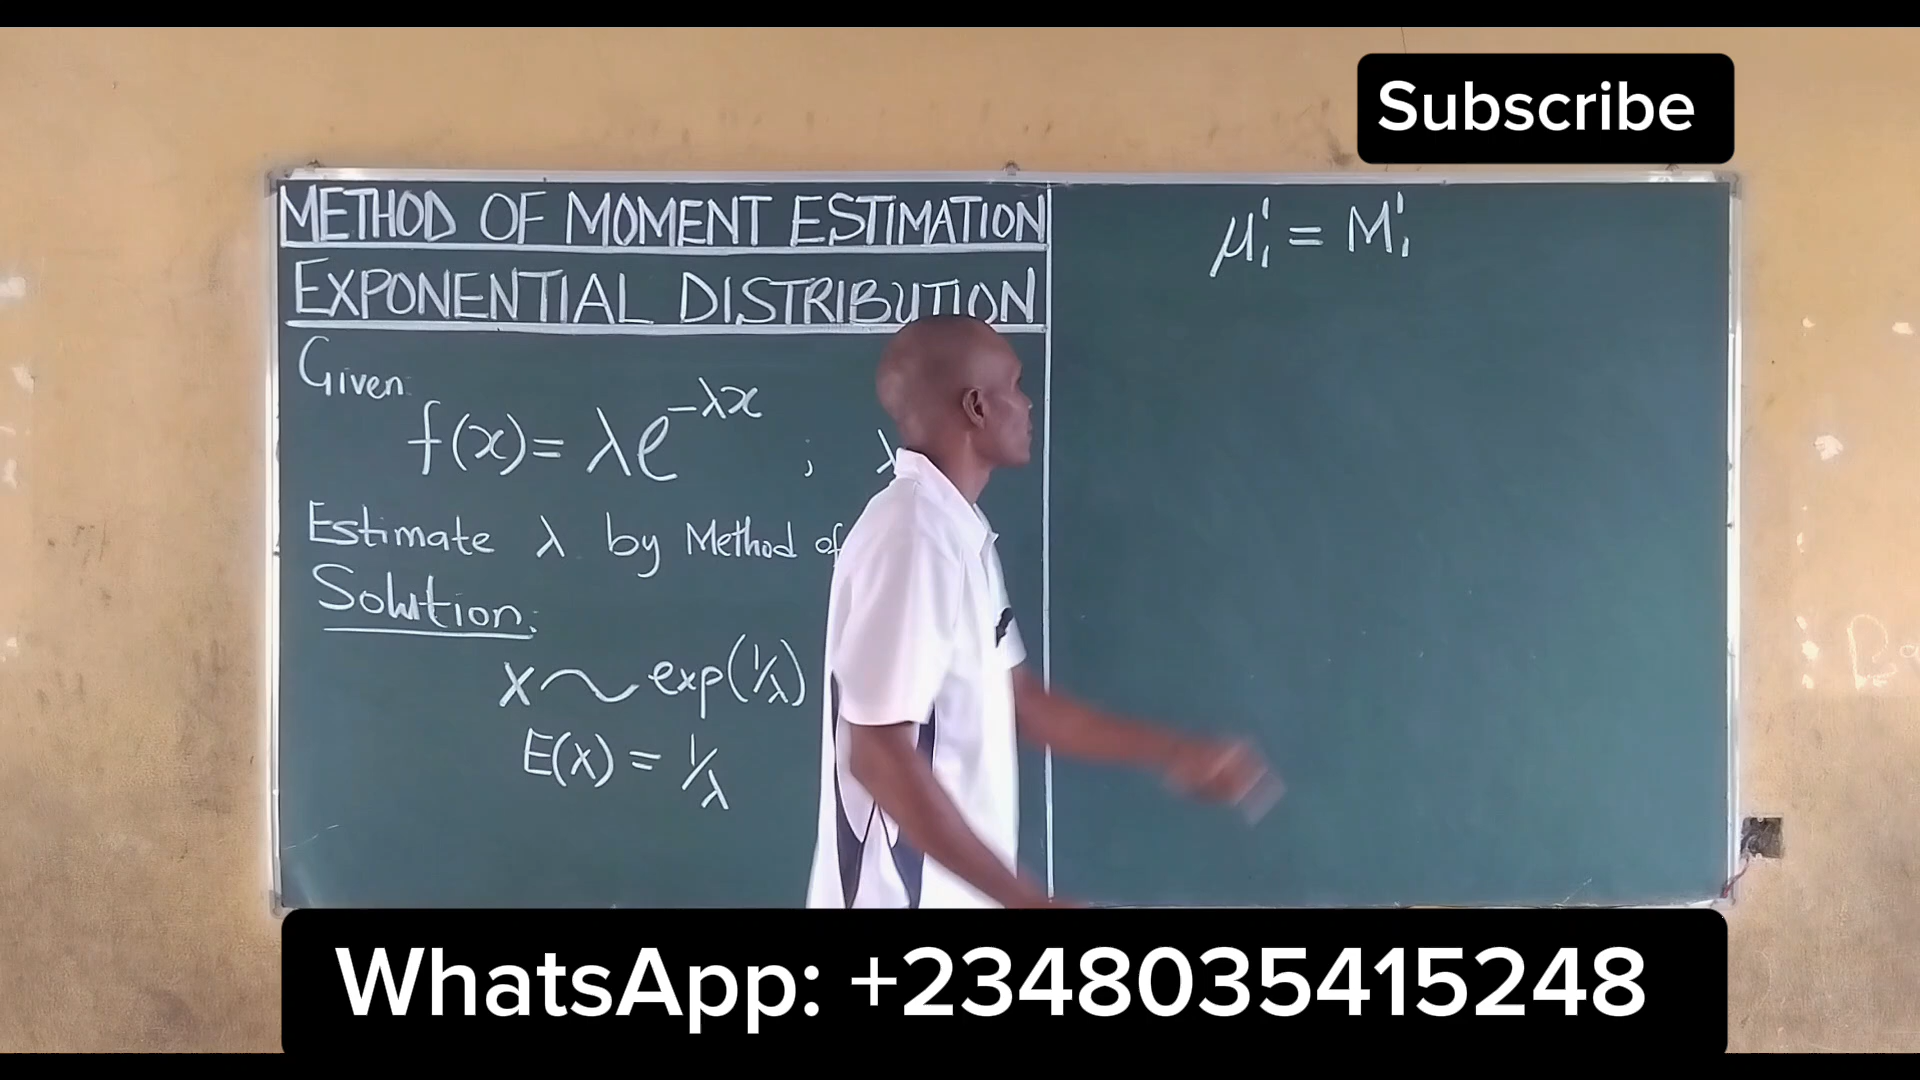 Subscribe
METHOD OF MOMENT ESTIMATION
EXPONENTIAL DISTRIBUTION
Given
f(x) = λe^{-λx} ; λ
Estimate λ by Method of
Solution:
X ~ exp(1/λ)
E(X) = 1/λ
μ'₁ = M'₁
WhatsApp: +2348035415248